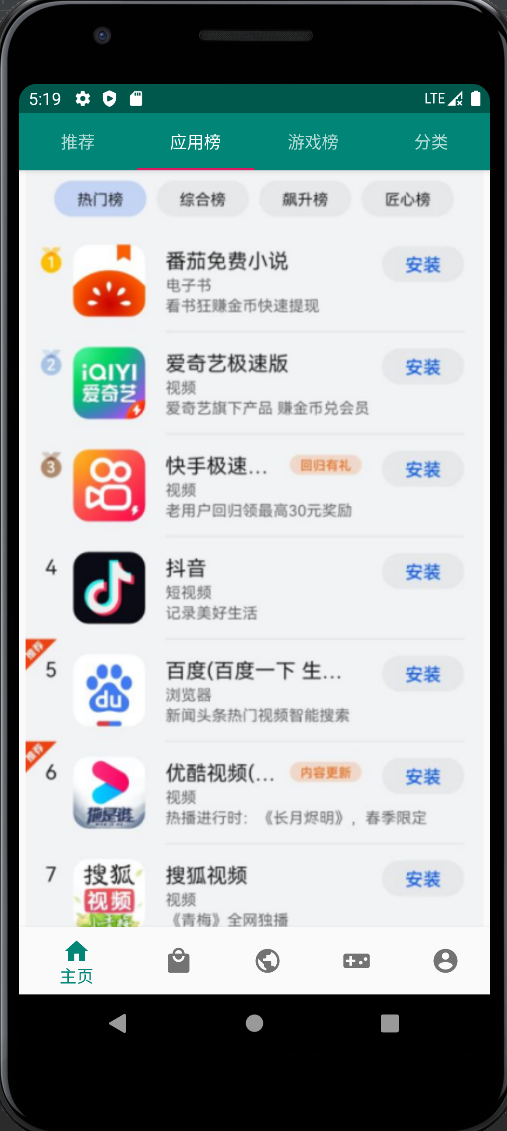 5:19 LTE
推荐 应用榜 游戏榜 分类
热门榜 综合榜 飙升榜 匠心榜
1
番茄免费小说
电子书
看书狂赚金币快速提现
安装
2
iQIYI
爱奇艺
爱奇艺极速版
视频
爱奇艺旗下产品 赚金币兑会员
安装
3
快手极速... 回归有礼
视频
老用户回归领最高30元奖励
安装
4
抖音
短视频
记录美好生活
安装
推荐
5
du
百度(百度一下 生...
浏览器
新闻头条热门视频智能搜索
安装
推荐
6
优酷视频(... 内容更新
视频
热播进行时：《长月烬明》，春季限定
安装
7
搜狐
视频
搜狐视频
视频
《青梅》全网独播
安装
主页